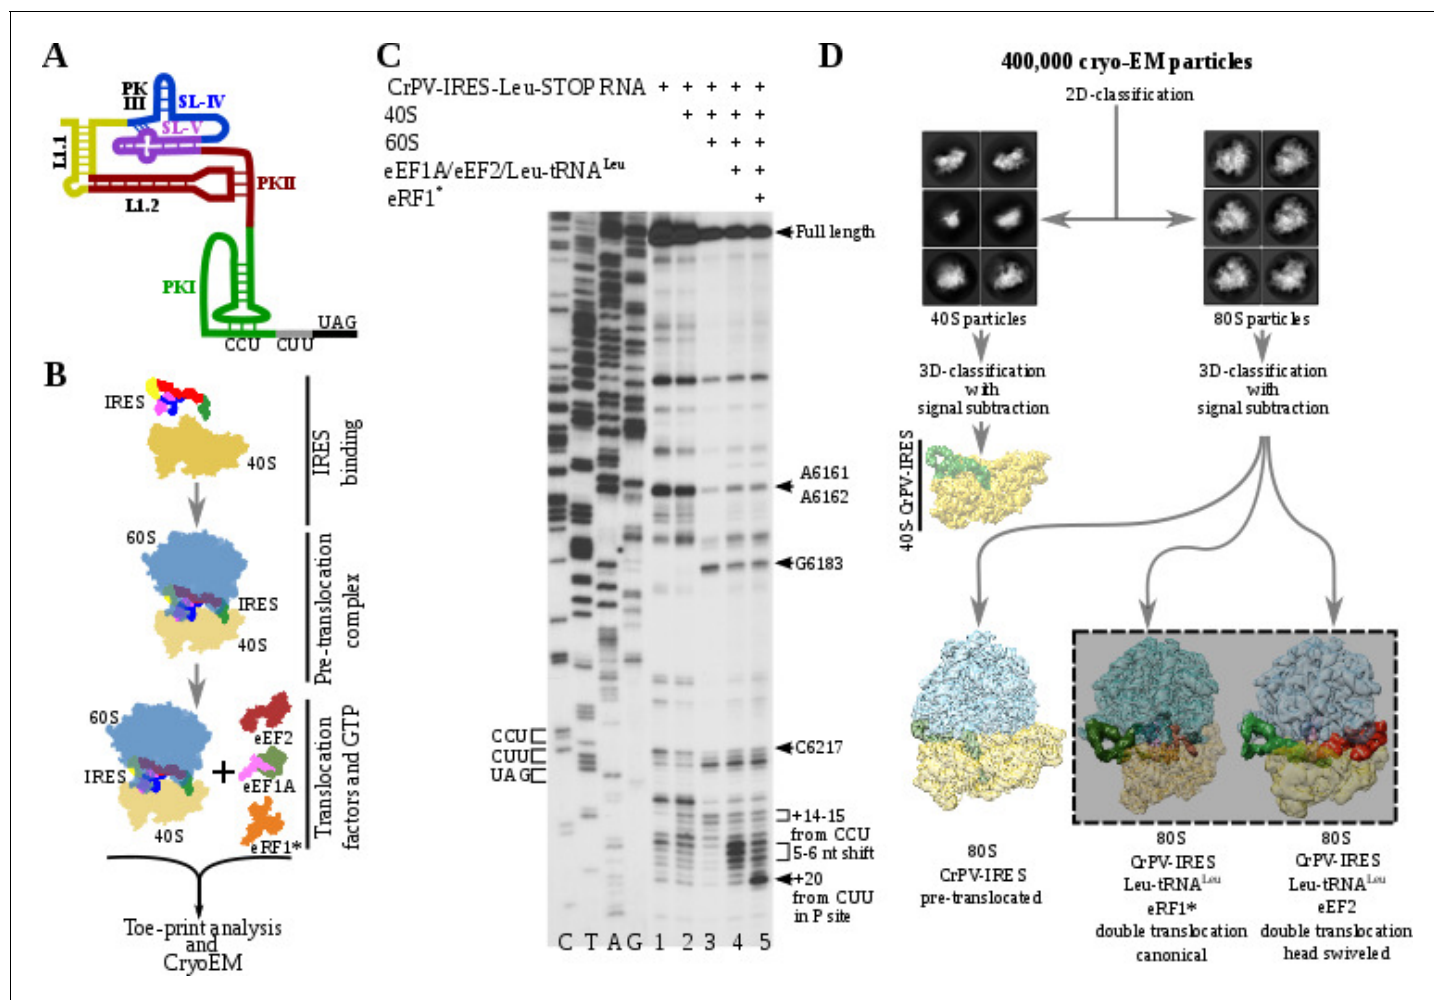 A
PK
III
SL-IV
SL-V
L1.1
PKII
L1.2
PKI
UAG
CCU
CUU
B
IRES
40S
IRES
binding
60S
IRES
40S
Pre-translocation
complex
60S
IRES
40S
+
eEF2
eEF1A
eRF1*
Translocation
factors and GTP
Toe-print analysis
and
CryoEM
C
CrPV-IRES-Leu-STOP RNA + + + + +
40S + + + +
60S + + +
eEF1A/eEF2/Leu-tRNA^Leu + +
eRF1* +
Full length
A6161
A6162
G6183
C6217
CCU
CUU
UAG
+14-15
from CCU
5-6 nt shift
+20
from CUU
in P site
C T A G 1 2 3 4 5
D
400,000 cryo-EM particles
2D-classification
40S particles
80S particles
3D-classification
with
signal subtraction
3D-classification
with
signal subtraction
40S-CrPV-IRES
80S
CrPV-IRES
pre-translocated
80S
CrPV-IRES
Leu-tRNA^Leu
eRF1*
double translocation
canonical
80S
CrPV-IRES
Leu-tRNA^Leu
eEF2
double translocation
head swiveled